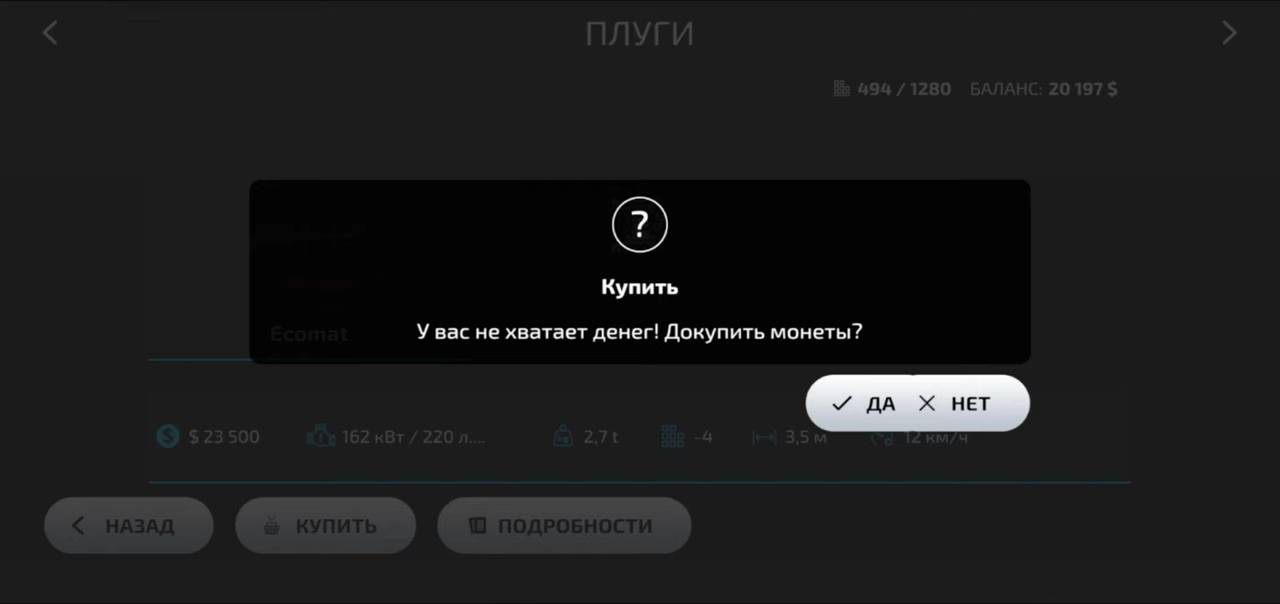 ПЛУГИ
494 / 1280 БАЛАНС: 20 197 $
?
Купить
У вас не хватает денег! Докупить монеты?
Ecomat
ДА НЕТ
$ 23 500 162 кВт / 220 л.... 2,7 t -4 3,5 м 12 км/ч
НАЗАД КУПИТЬ ПОДРОБНОСТИ